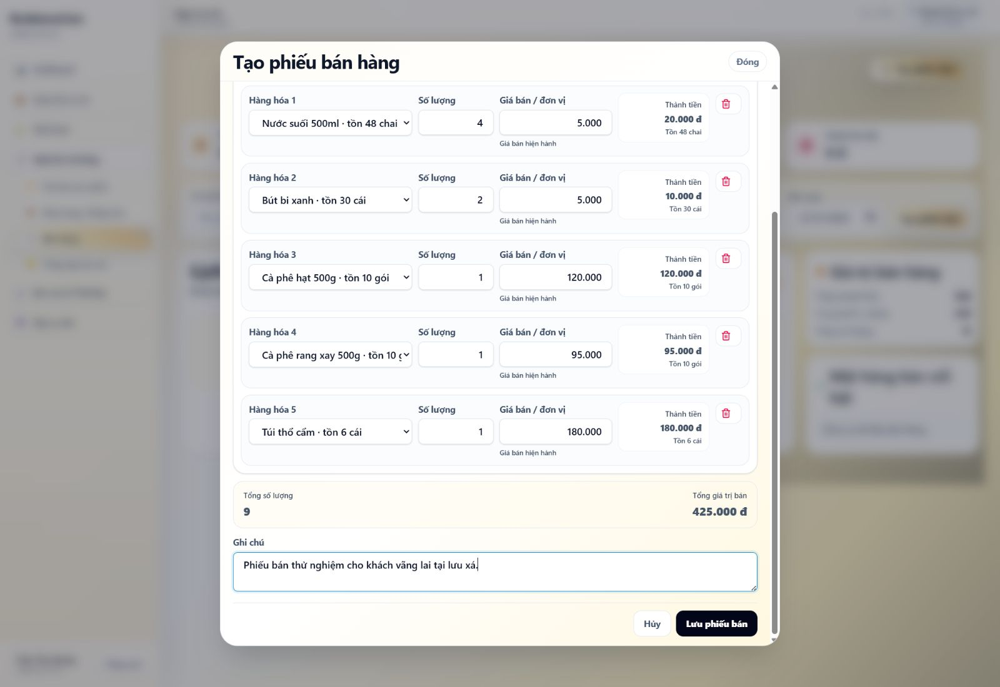 Tạo phiếu bán hàng
Đóng
Hàng hóa 1
Số lượng
Giá bán / đơn vị
Nước suối 500ml · tồn 48 chai
4
5.000
Giá bán hiện hành
Thành tiền
20.000 đ
Tồn 48 chai
Hàng hóa 2
Số lượng
Giá bán / đơn vị
Bút bi xanh · tồn 30 cái
2
5.000
Giá bán hiện hành
Thành tiền
10.000 đ
Tồn 30 cái
Hàng hóa 3
Số lượng
Giá bán / đơn vị
Cà phê hạt 500g · tồn 10 gói
1
120.000
Giá bán hiện hành
Thành tiền
120.000 đ
Tồn 10 gói
Hàng hóa 4
Số lượng
Giá bán / đơn vị
Cà phê rang xay 500g · tồn 10
1
95.000
Giá bán hiện hành
Thành tiền
95.000 đ
Tồn 10 gói
Hàng hóa 5
Số lượng
Giá bán / đơn vị
Túi thổ cẩm · tồn 6 cái
1
180.000
Giá bán hiện hành
Thành tiền
180.000 đ
Tồn 6 cái
Tổng số lượng
9
Tổng giá trị bán
425.000 đ
Ghi chú
Phiếu bán thử nghiệm cho khách vãng lai tại lưu xá.
Hủy
Lưu phiếu bán